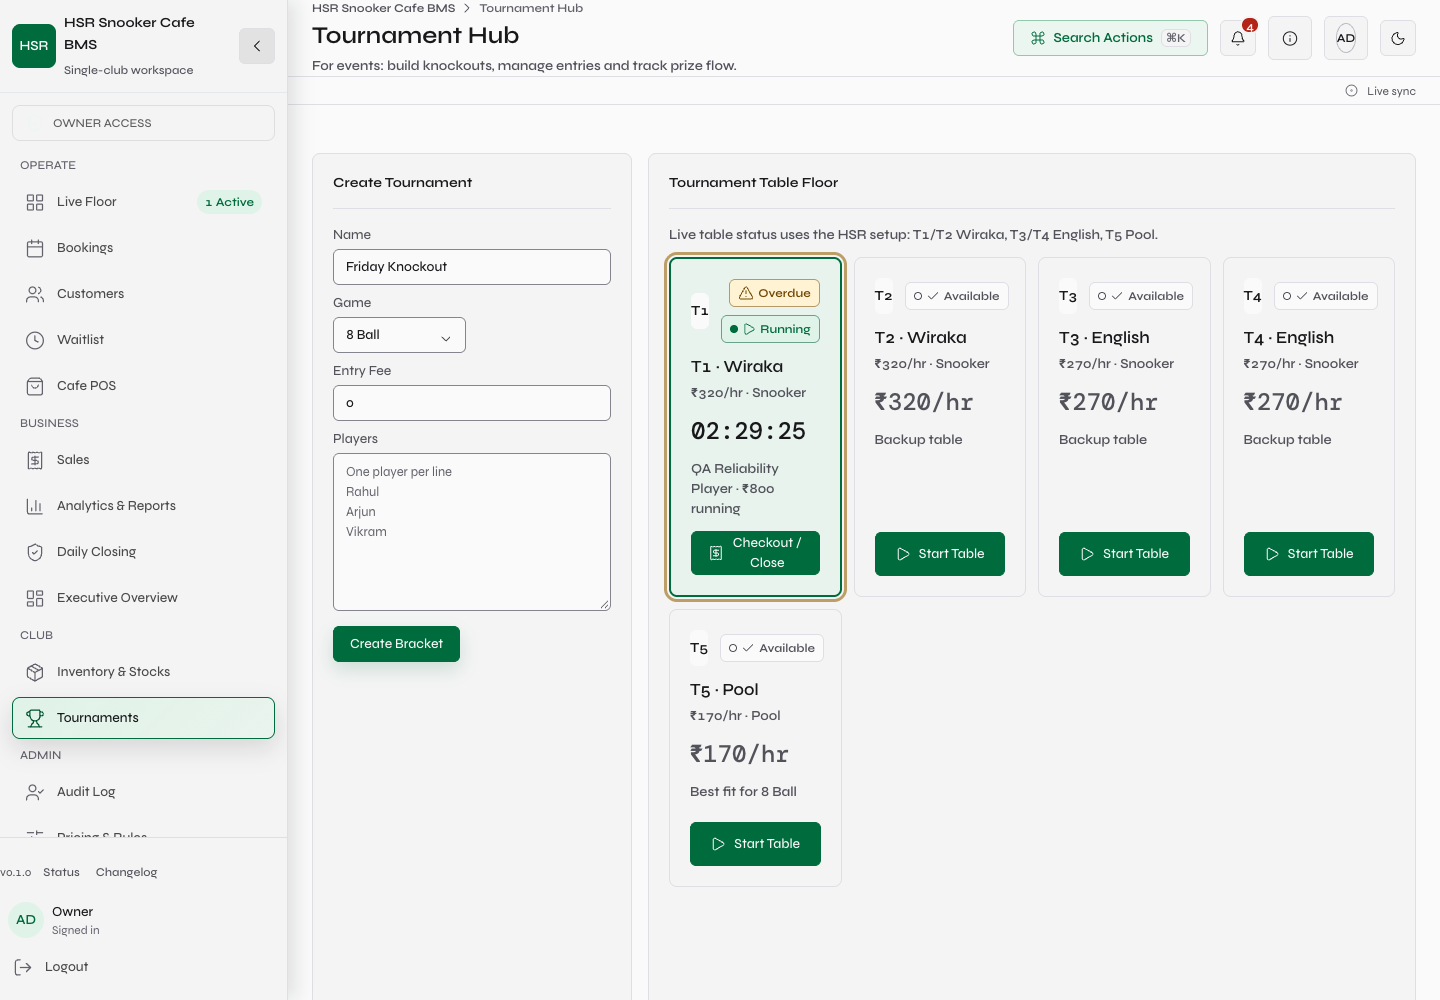 HSR
HSR Snooker Cafe
BMS
Single-club workspace
OWNER ACCESS
OPERATE
Live Floor
1 Active
Bookings
Customers
Waitlist
Cafe POS
BUSINESS
Sales
Analytics & Reports
Daily Closing
Executive Overview
CLUB
Inventory & Stocks
Tournaments
ADMIN
Audit Log
Pricing & Rules
v0.1.0 Status Changelog
AD
Owner
Signed in
Logout
HSR Snooker Cafe BMS > Tournament Hub
Tournament Hub
For events: build knockouts, manage entries and track prize flow.
Search Actions ⌘K
4
AD
Live sync
Create Tournament
Name
Friday Knockout
Game
8 Ball
Entry Fee
0
Players
One player per line
Rahul
Arjun
Vikram
Create Bracket
Tournament Table Floor
Live table status uses the HSR setup: T1/T2 Wiraka, T3/T4 English, T5 Pool.
T1
Overdue
Running
T1 · Wiraka
₹320/hr · Snooker
02:29:25
QA Reliability
Player · ₹800
running
Checkout /
Close
T2
Available
T2 · Wiraka
₹320/hr · Snooker
₹320/hr
Backup table
Start Table
T3
Available
T3 · English
₹270/hr · Snooker
₹270/hr
Backup table
Start Table
T4
Available
T4 · English
₹270/hr · Snooker
₹270/hr
Backup table
Start Table
T5
Available
T5 · Pool
₹170/hr · Pool
₹170/hr
Best fit for 8 Ball
Start Table